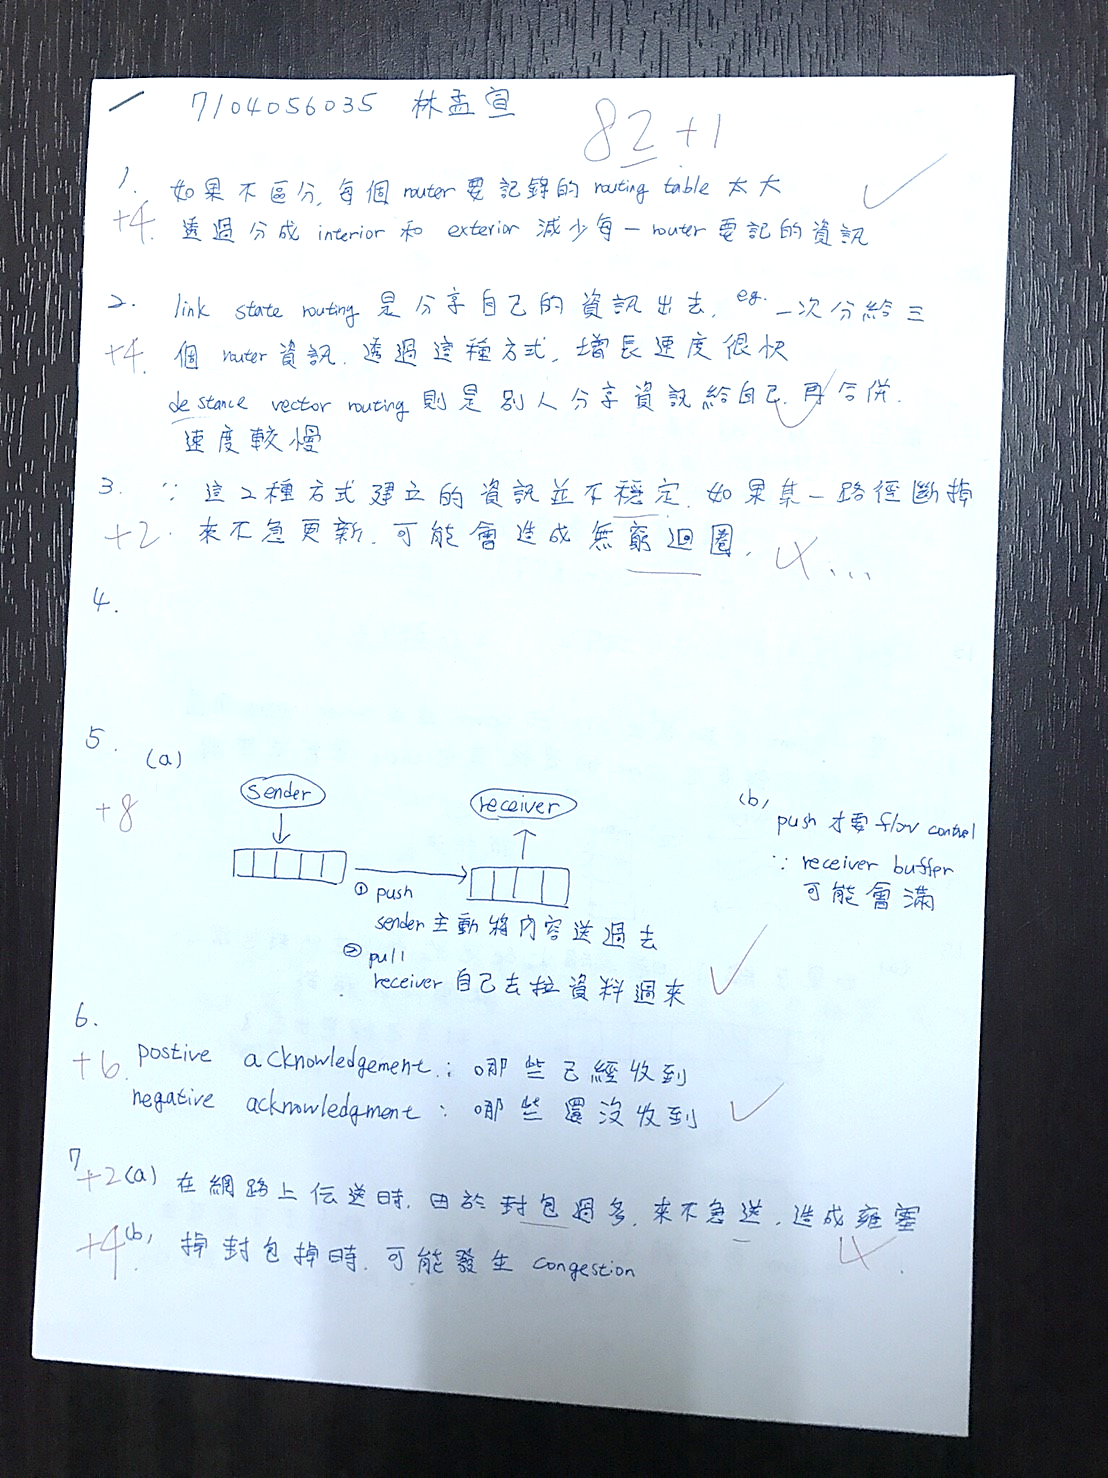 7104056035 林孟宣
82+1
1. 如果不區分,每個 router 要記錄的 routing table 太大
+4. 透過分成 interior 和 exterior 減少每一 router 要記的資訊
2. link state routing 是分享自己的資訊出去, eg. 一次分給三
+4. 個 router 資訊. 透過這種方式, 增長速度很快
destance vector routing 則是別人分享資訊給自己, 再合併.
速度較慢
3. ∵ 這2種方式建立的資訊並不穩定. 如果某一路徑斷掉
+2. 來不急更新. 可能會造成無窮迴圈.
4.
5. (a)
+8
sender
receiver
① push
sender 主動將內容送過去
② pull
receiver 自己去拉資料過來
(b)
push 才要 flow control
∵ receiver buffer
可能會滿
6.
+6. postive acknowledgement : 哪些已經收到
negative acknowledgment : 哪些還沒收到
7
+2 (a) 在網路上伝送時. 由於封包過多. 來不急送. 造成雍塞
+4 (b) 掉封包掉時. 可能發生 congestion